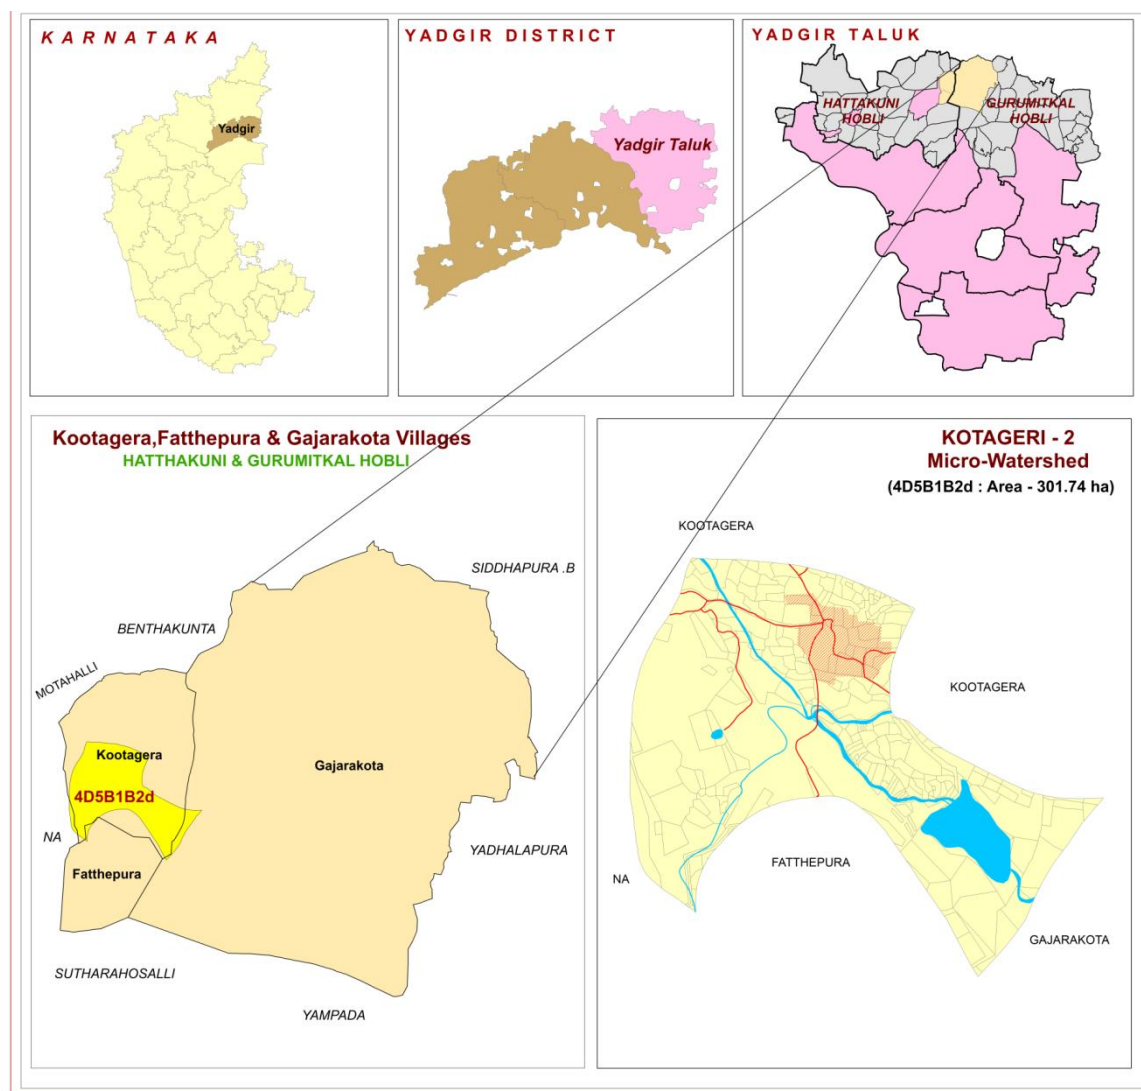 KARNATAKA
Yadgir
YADGIR DISTRICT
Yadgir Taluk
YADGIR TALUK
HATTAKUNI
HOBLI
GURUMITKAL
HOBLI
Kootagera,Fatthepura & Gajarakota Villages
HATTHAKUNI & GURUMITKAL HOBLI
SIDDHAPURA .B
BENTHAKUNTA
MOTAHALLI
Kootagera
Gajarakota
4D5B1B2d
NA
Fatthepura
YADHALAPURA
SUTHARAHOSALLI
YAMPADA
KOTAGERI - 2
Micro-Watershed
(4D5B1B2d : Area - 301.74 ha)
KOOTAGERA
KOOTAGERA
FATTHEPURA
NA
GAJARAKOTA